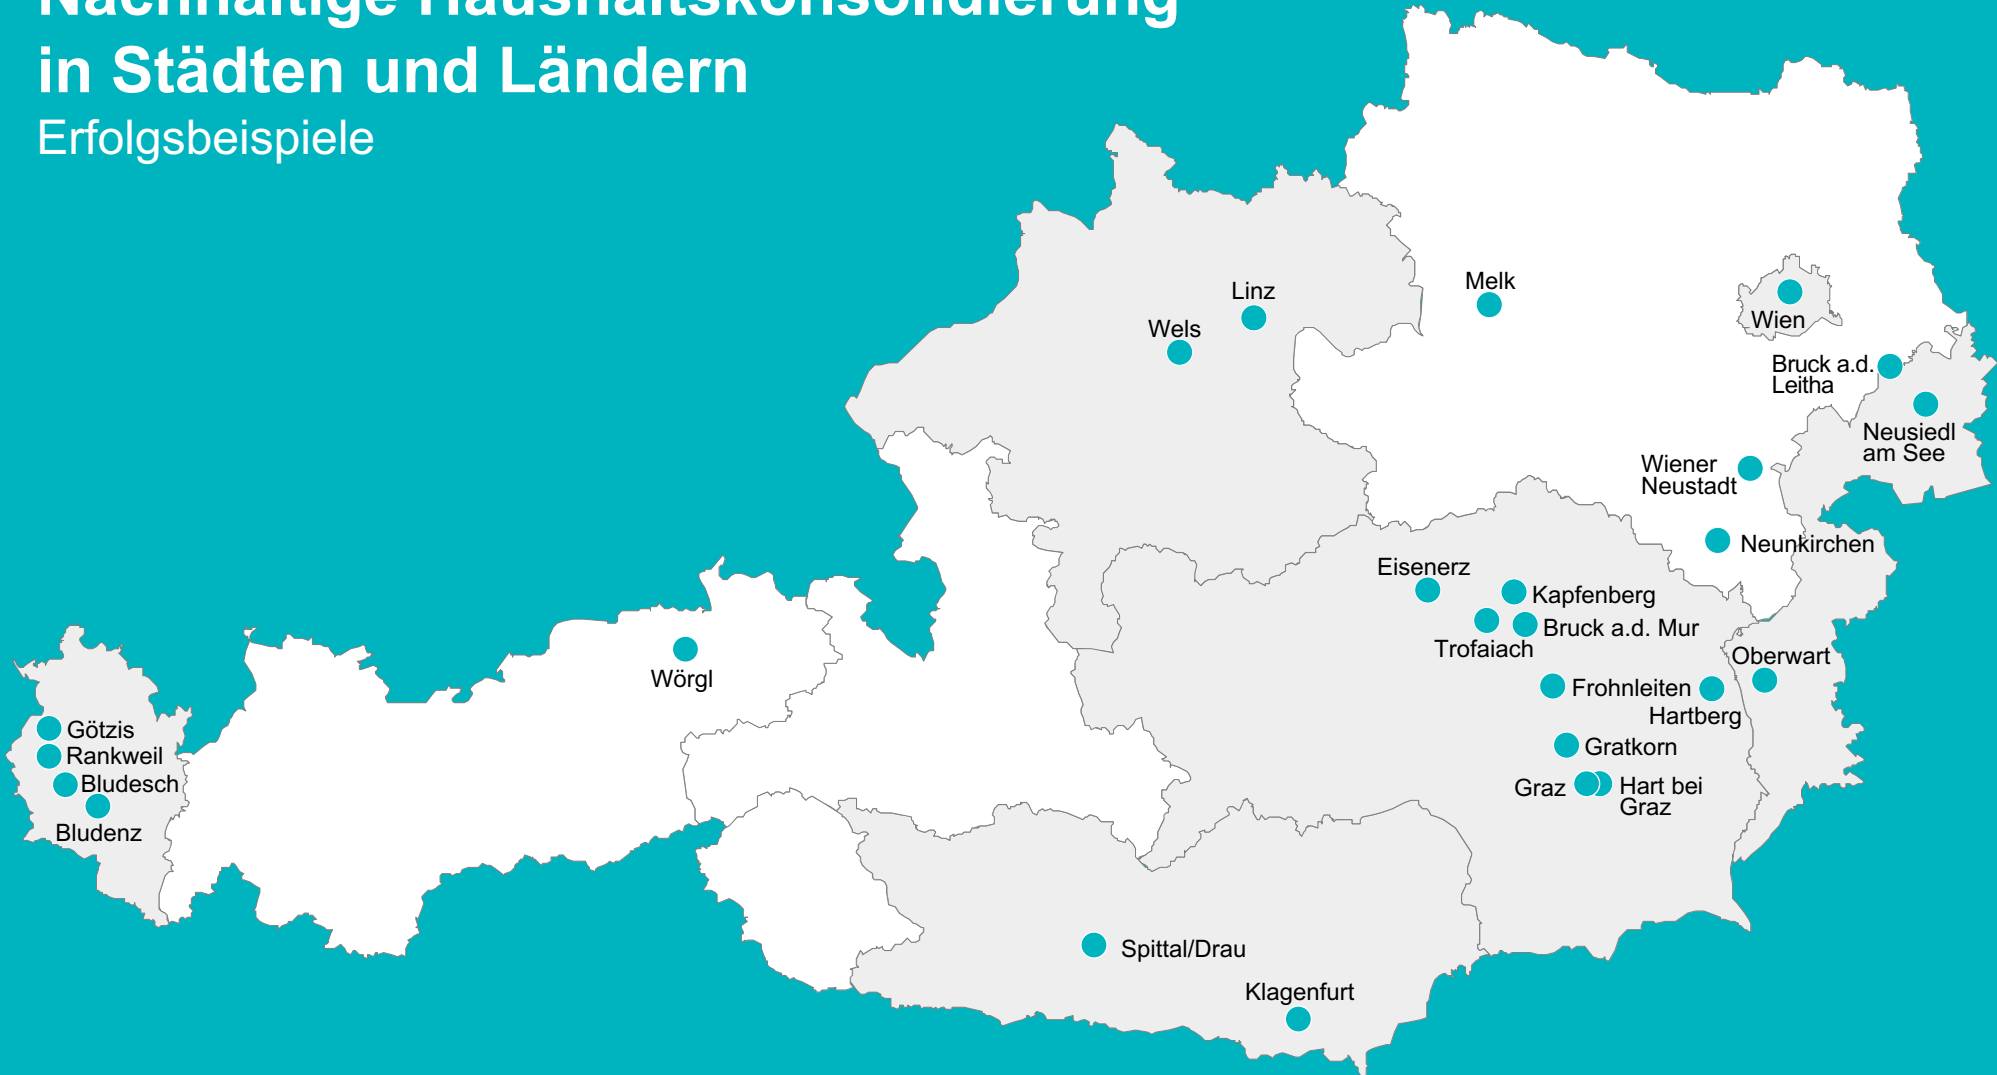 Nachhaltige Haushaltskonsolidierung
in Städten und Ländern
Erfolgsbeispiele
Linz
Wels
Melk
Wien
Bruck a.d.
Leitha
Neusiedl
am See
Wiener
Neustadt
Neunkirchen
Eisenerz
Kapfenberg
Bruck a.d. Mur
Trofaiach
Oberwart
Frohnleiten
Hartberg
Gratkorn
Graz
Hart bei
Graz
Wörgl
Götzis
Rankweil
Bludesch
Bludenz
Spittal/Drau
Klagenfurt